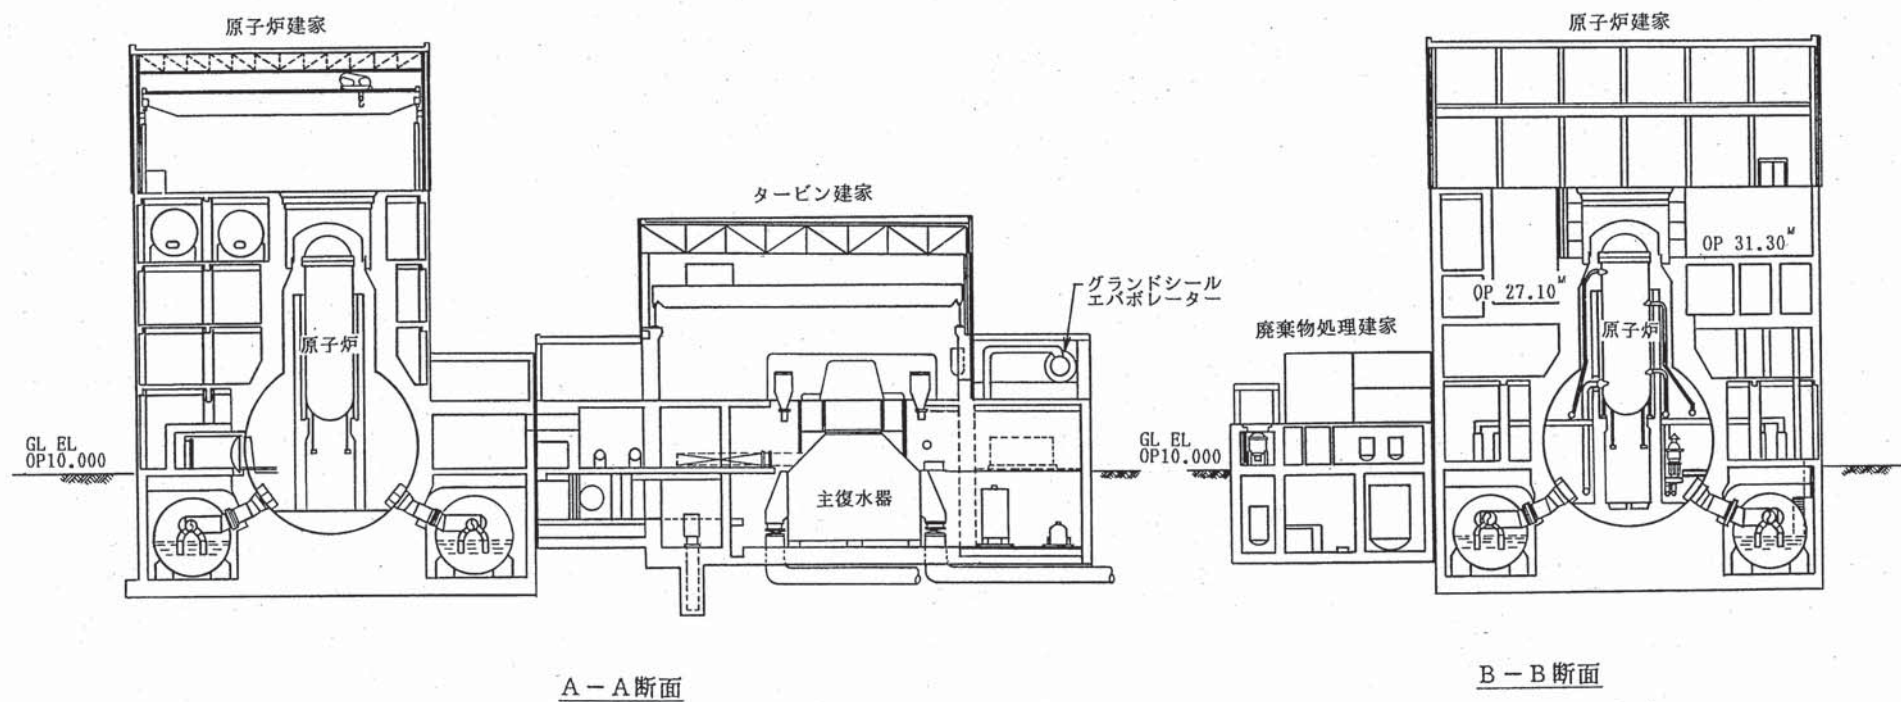 原子炉建家
原子炉建家
タービン建家
OP 31.30M
グランドシール
エバポレーター
OP 27.10M
廃棄物処理建家
原子炉
原子炉
GL EL
OP10.000
GL EL
OP10.000
主復水器
A－A断面
B－B断面